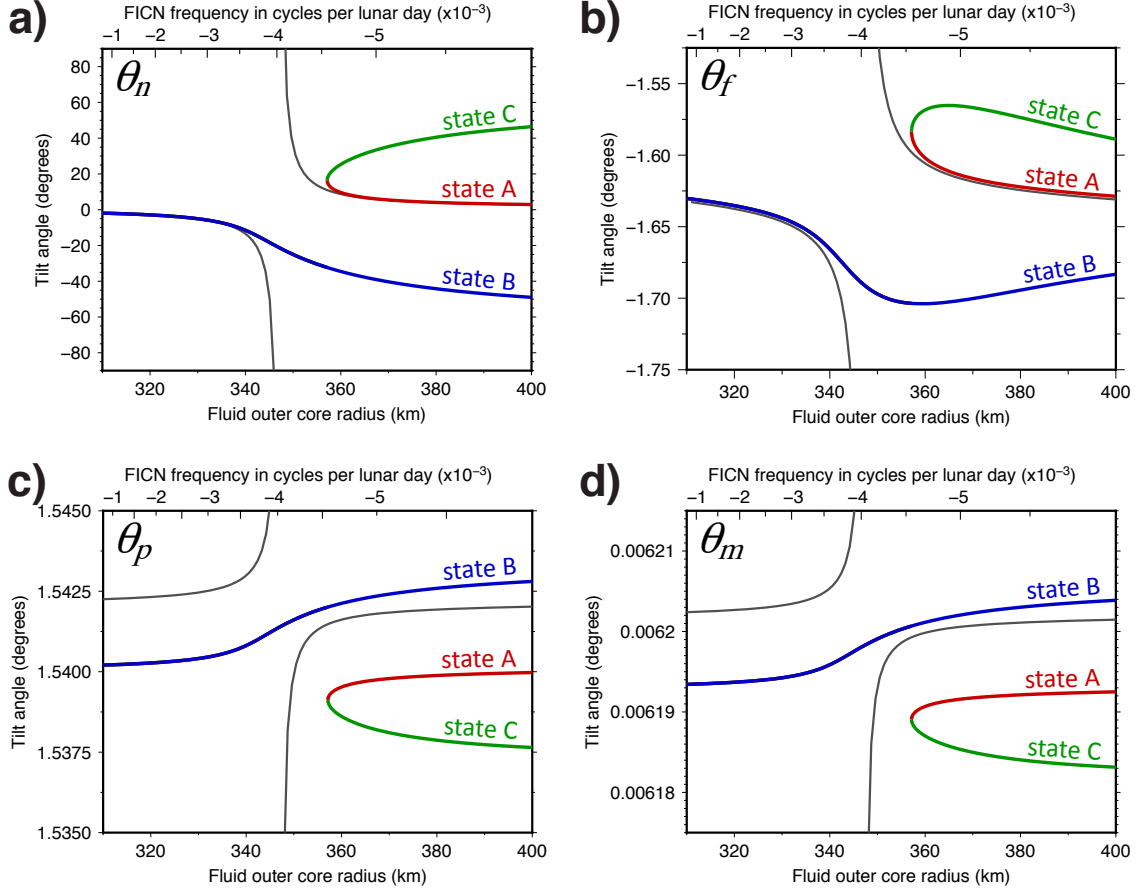 a)
FICN frequency in cycles per lunar day (x10⁻³)
−1 −2 −3 −4 −5
θn
state C
state A
state B
80
60
40
20
0
−20
−40
−60
−80
Tilt angle (degrees)
320 340 360 380 400
Fluid outer core radius (km)
b)
FICN frequency in cycles per lunar day (x10⁻³)
−1 −2 −3 −4 −5
θf
state C
state A
state B
−1.55
−1.60
−1.65
−1.70
−1.75
Tilt angle (degrees)
320 340 360 380 400
Fluid outer core radius (km)
c)
FICN frequency in cycles per lunar day (x10⁻³)
−1 −2 −3 −4 −5
θp
state B
state A
state C
1.5450
1.5425
1.5400
1.5375
1.5350
Tilt angle (degrees)
320 340 360 380 400
Fluid outer core radius (km)
d)
FICN frequency in cycles per lunar day (x10⁻³)
−1 −2 −3 −4 −5
θm
state B
state A
state C
0.00621
0.0062
0.00619
0.00618
Tilt angle (degrees)
320 340 360 380 400
Fluid outer core radius (km)